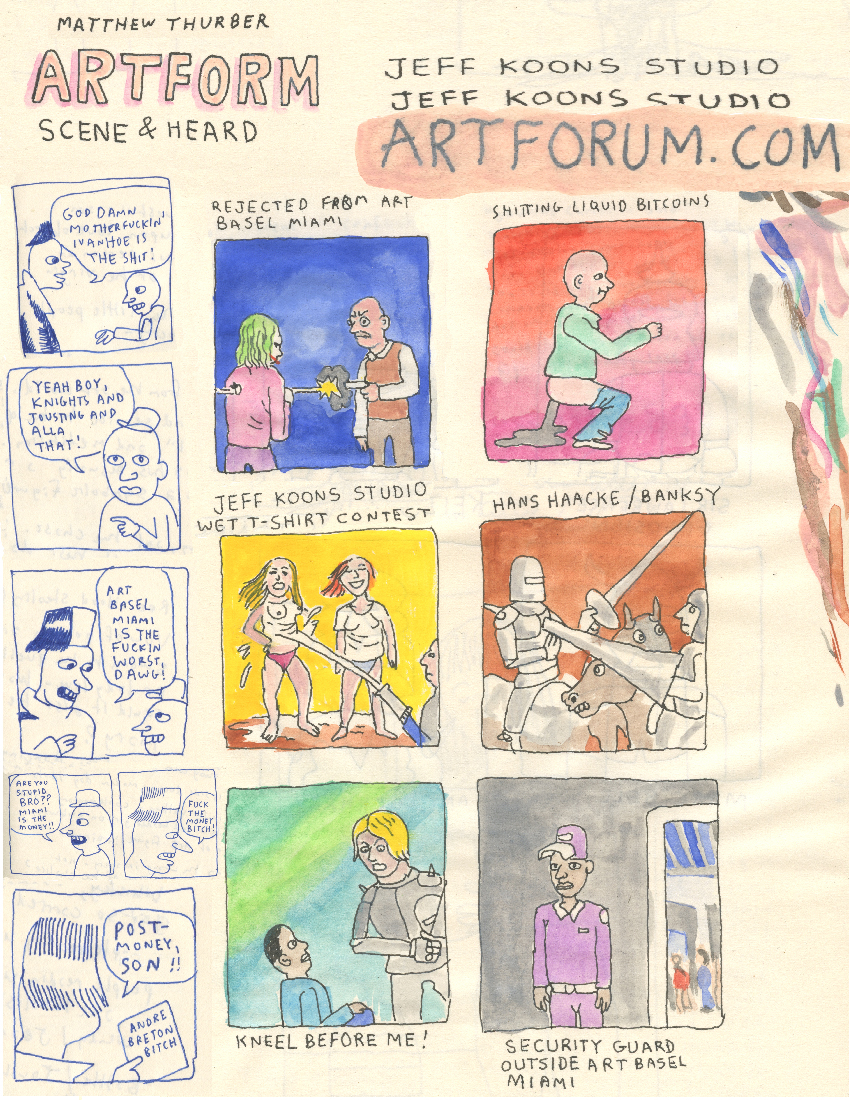 MATTHEW THURBER
ARTFORM
SCENE & HEARD
JEFF KOONS STUDIO
JEFF KOONS STUDIO
ARTFORUM.COM
GOD DAMN
MOTHERFUCKIN'
IVANHOE IS
THE SHIT!
YEAH BOY,
KNIGHTS AND
JOUSTING AND
ALLA
THAT!
ART
BASEL
MIAMI
IS THE
FUCKIN
WORST,
DAWG!
ARE YOU
STUPID
BRO??
MIAMI
IS THE
MONEY!!
FUCK
THE
MONEY,
BITCH!
POST-
MONEY,
SON!!
ANDRE
BRETON
BITCH
REJECTED FROM ART
BASEL MIAMI
SHITTING LIQUID BITCOINS
JEFF KOONS STUDIO
WET T-SHIRT CONTEST
HANS HAACKE / BANKSY
KNEEL BEFORE ME!
SECURITY GUARD
OUTSIDE ART BASEL
MIAMI